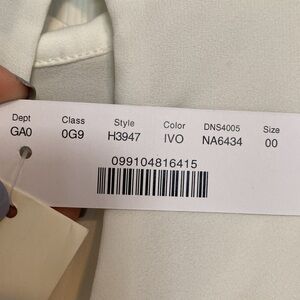 Dept Class Style Color DNS4005 Size
GA0 0G9 H3947 IVO NA6434 00
099104816415